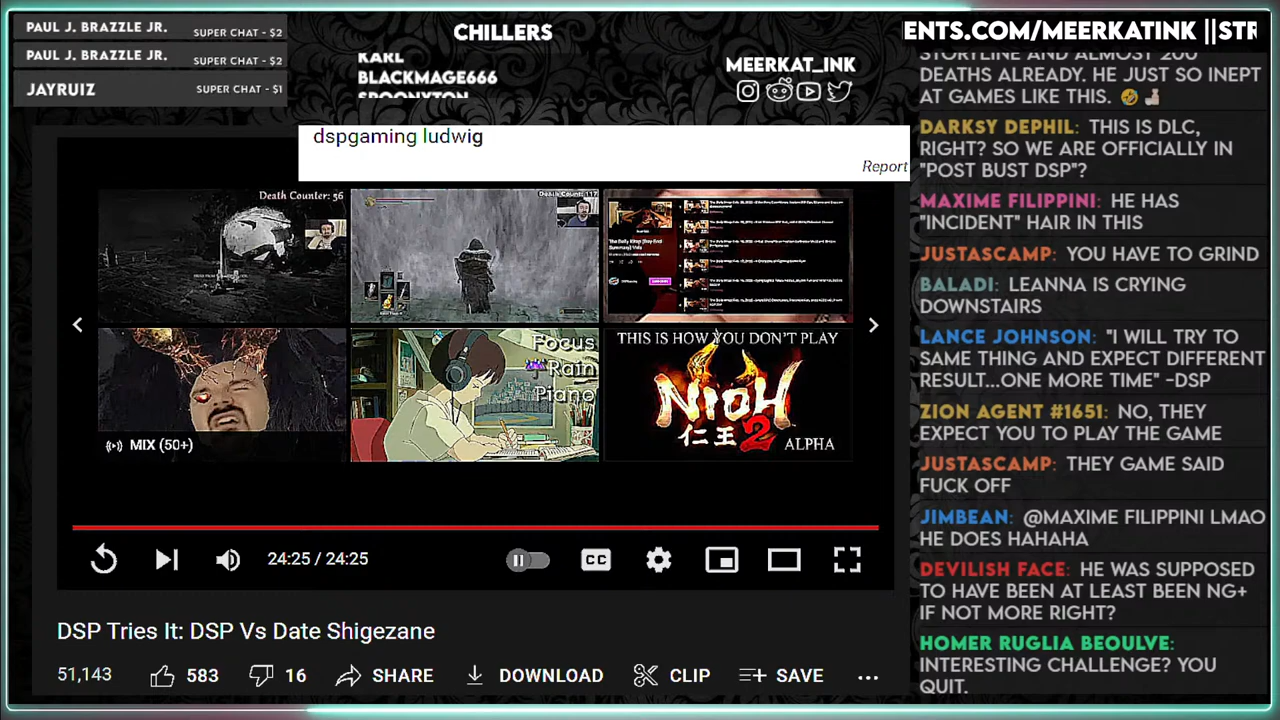 PAUL J. BRAZZLE JR. SUPER CHAT - $2
PAUL J. BRAZZLE JR. SUPER CHAT - $2
JAYRUIZ SUPER CHAT - $1
CHILLERS
KARL
BLACKMAGE666
SPOONYTON
MEERKAT_INK
ENTS.COM/MEERKATINK ||STR
dspgaming ludwig
Report
Death Counter: 56
Death Count: 117
MIX (50+)
Focus
Rain
Piano
THIS IS HOW YOU DON'T PLAY
NIOH
仁王2
ALPHA
24:25 / 24:25
CC
DSP Tries It: DSP Vs Date Shigezane
51,143
583
16
SHARE
DOWNLOAD
CLIP
SAVE
STORYLINE AND ALMOST 200
DEATHS ALREADY. HE JUST SO INEPT
AT GAMES LIKE THIS. 🤣
DARKSY DEPHIL: THIS IS DLC,
RIGHT? SO WE ARE OFFICIALLY IN
"POST BUST DSP"?
MAXIME FILIPPINI: HE HAS
"INCIDENT" HAIR IN THIS
JUSTASCAMP: YOU HAVE TO GRIND
BALADI: LEANNA IS CRYING
DOWNSTAIRS
LANCE JOHNSON: "I WILL TRY TO
SAME THING AND EXPECT DIFFERENT
RESULT...ONE MORE TIME" -DSP
ZION AGENT #1651: NO, THEY
EXPECT YOU TO PLAY THE GAME
JUSTASCAMP: THEY GAME SAID
FUCK OFF
JIMBEAN: @MAXIME FILIPPINI LMAO
HE DOES HAHAHA
DEVILISH FACE: HE WAS SUPPOSED
TO HAVE BEEN AT LEAST BEEN NG+
IF NOT MORE RIGHT?
HOMER RUGLIA BEOULVE:
INTERESTING CHALLENGE? YOU
QUIT.